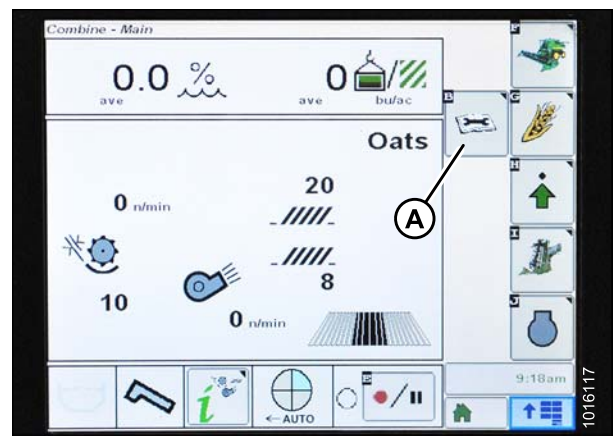 Combine - Main
0.0 %
ave
0
ave
bu/ac
Oats
0 n/min
20
8
10
0 n/min
B
A
G
H
I
J
i
← AUTO
/ II
9:18am
1016117